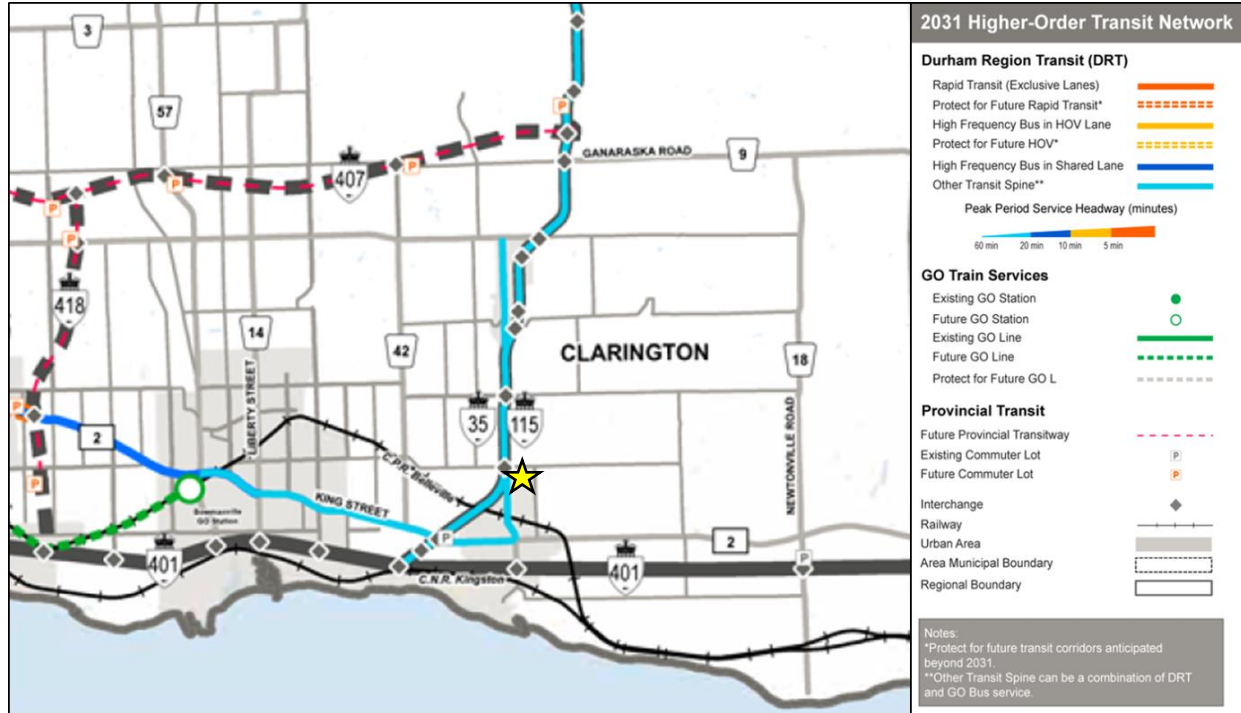 3
57
407
GANARASKA ROAD
9
418
14
42
CLARINGTON
18
LIBERTY STREET
35
115
NEWTONVILLE ROAD
2
C.P.R. Belleville
KING STREET
Bowmanville
GO Station
P
2
401
401
C.N.R. Kingston
P
P
P
P
P
P
P
P
P
2031 Higher-Order Transit Network
Durham Region Transit (DRT)
Rapid Transit (Exclusive Lanes)
Protect for Future Rapid Transit*
High Frequency Bus in HOV Lane
Protect for Future HOV*
High Frequency Bus in Shared Lane
Other Transit Spine**
Peak Period Service Headway (minutes)
60 min 20 min 10 min 5 min
GO Train Services
Existing GO Station
Future GO Station
Existing GO Line
Future GO Line
Protect for Future GO L
Provincial Transit
Future Provincial Transitway
Existing Commuter Lot P
Future Commuter Lot P
Interchange
Railway
Urban Area
Area Municipal Boundary
Regional Boundary
Notes:
*Protect for future transit corridors anticipated
beyond 2031.
**Other Transit Spine can be a combination of DRT
and GO Bus service.